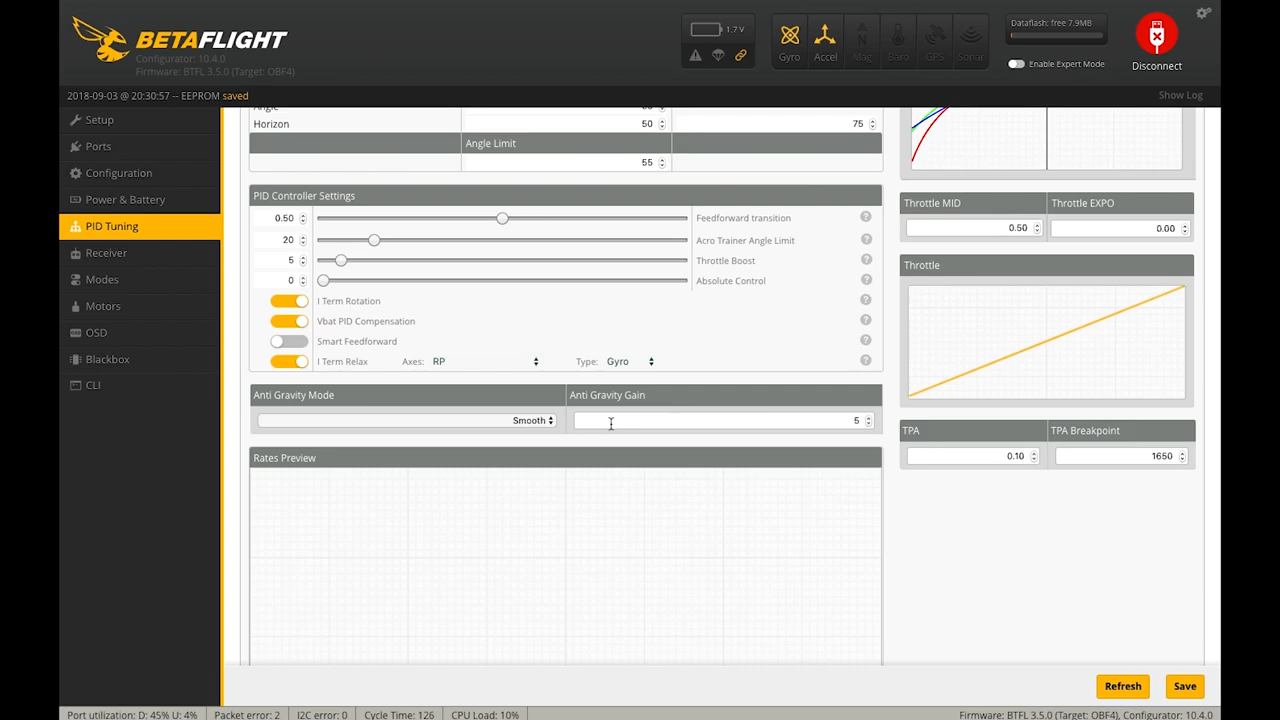 BETAFLIGHT
Configurator: 10.4.0
Firmware: BTFL 3.5.0 (Target: OBF4)
1.7 V
Gyro
Accel
Mag
Baro
GPS
Sonar
Dataflash: free 7.9MB
Enable Expert Mode
Disconnect
2018-09-03 @ 20:30:57 -- EEPROM saved
Show Log
Setup
Ports
Configuration
Power & Battery
PID Tuning
Receiver
Modes
Motors
OSD
Blackbox
CLI
Angle
Horizon 50 75
Angle Limit
55
PID Controller Settings
0.50 Feedforward transition ?
20 Acro Trainer Angle Limit ?
5 Throttle Boost ?
0 Absolute Control ?
I Term Rotation ?
Vbat PID Compensation ?
Smart Feedforward ?
I Term Relax Axes: RP Type: Gyro ?
Anti Gravity Mode Anti Gravity Gain
Smooth 5
Rates Preview
Throttle MID Throttle EXPO
0.50 0.00
Throttle
TPA TPA Breakpoint
0.10 1650
Refresh Save
Port utilization: D: 45% U: 4% Packet error: 2 I2C error: 0 Cycle Time: 126 CPU Load: 10% Firmware: BTFL 3.5.0 (Target: OBF4), Configurator: 10.4.0